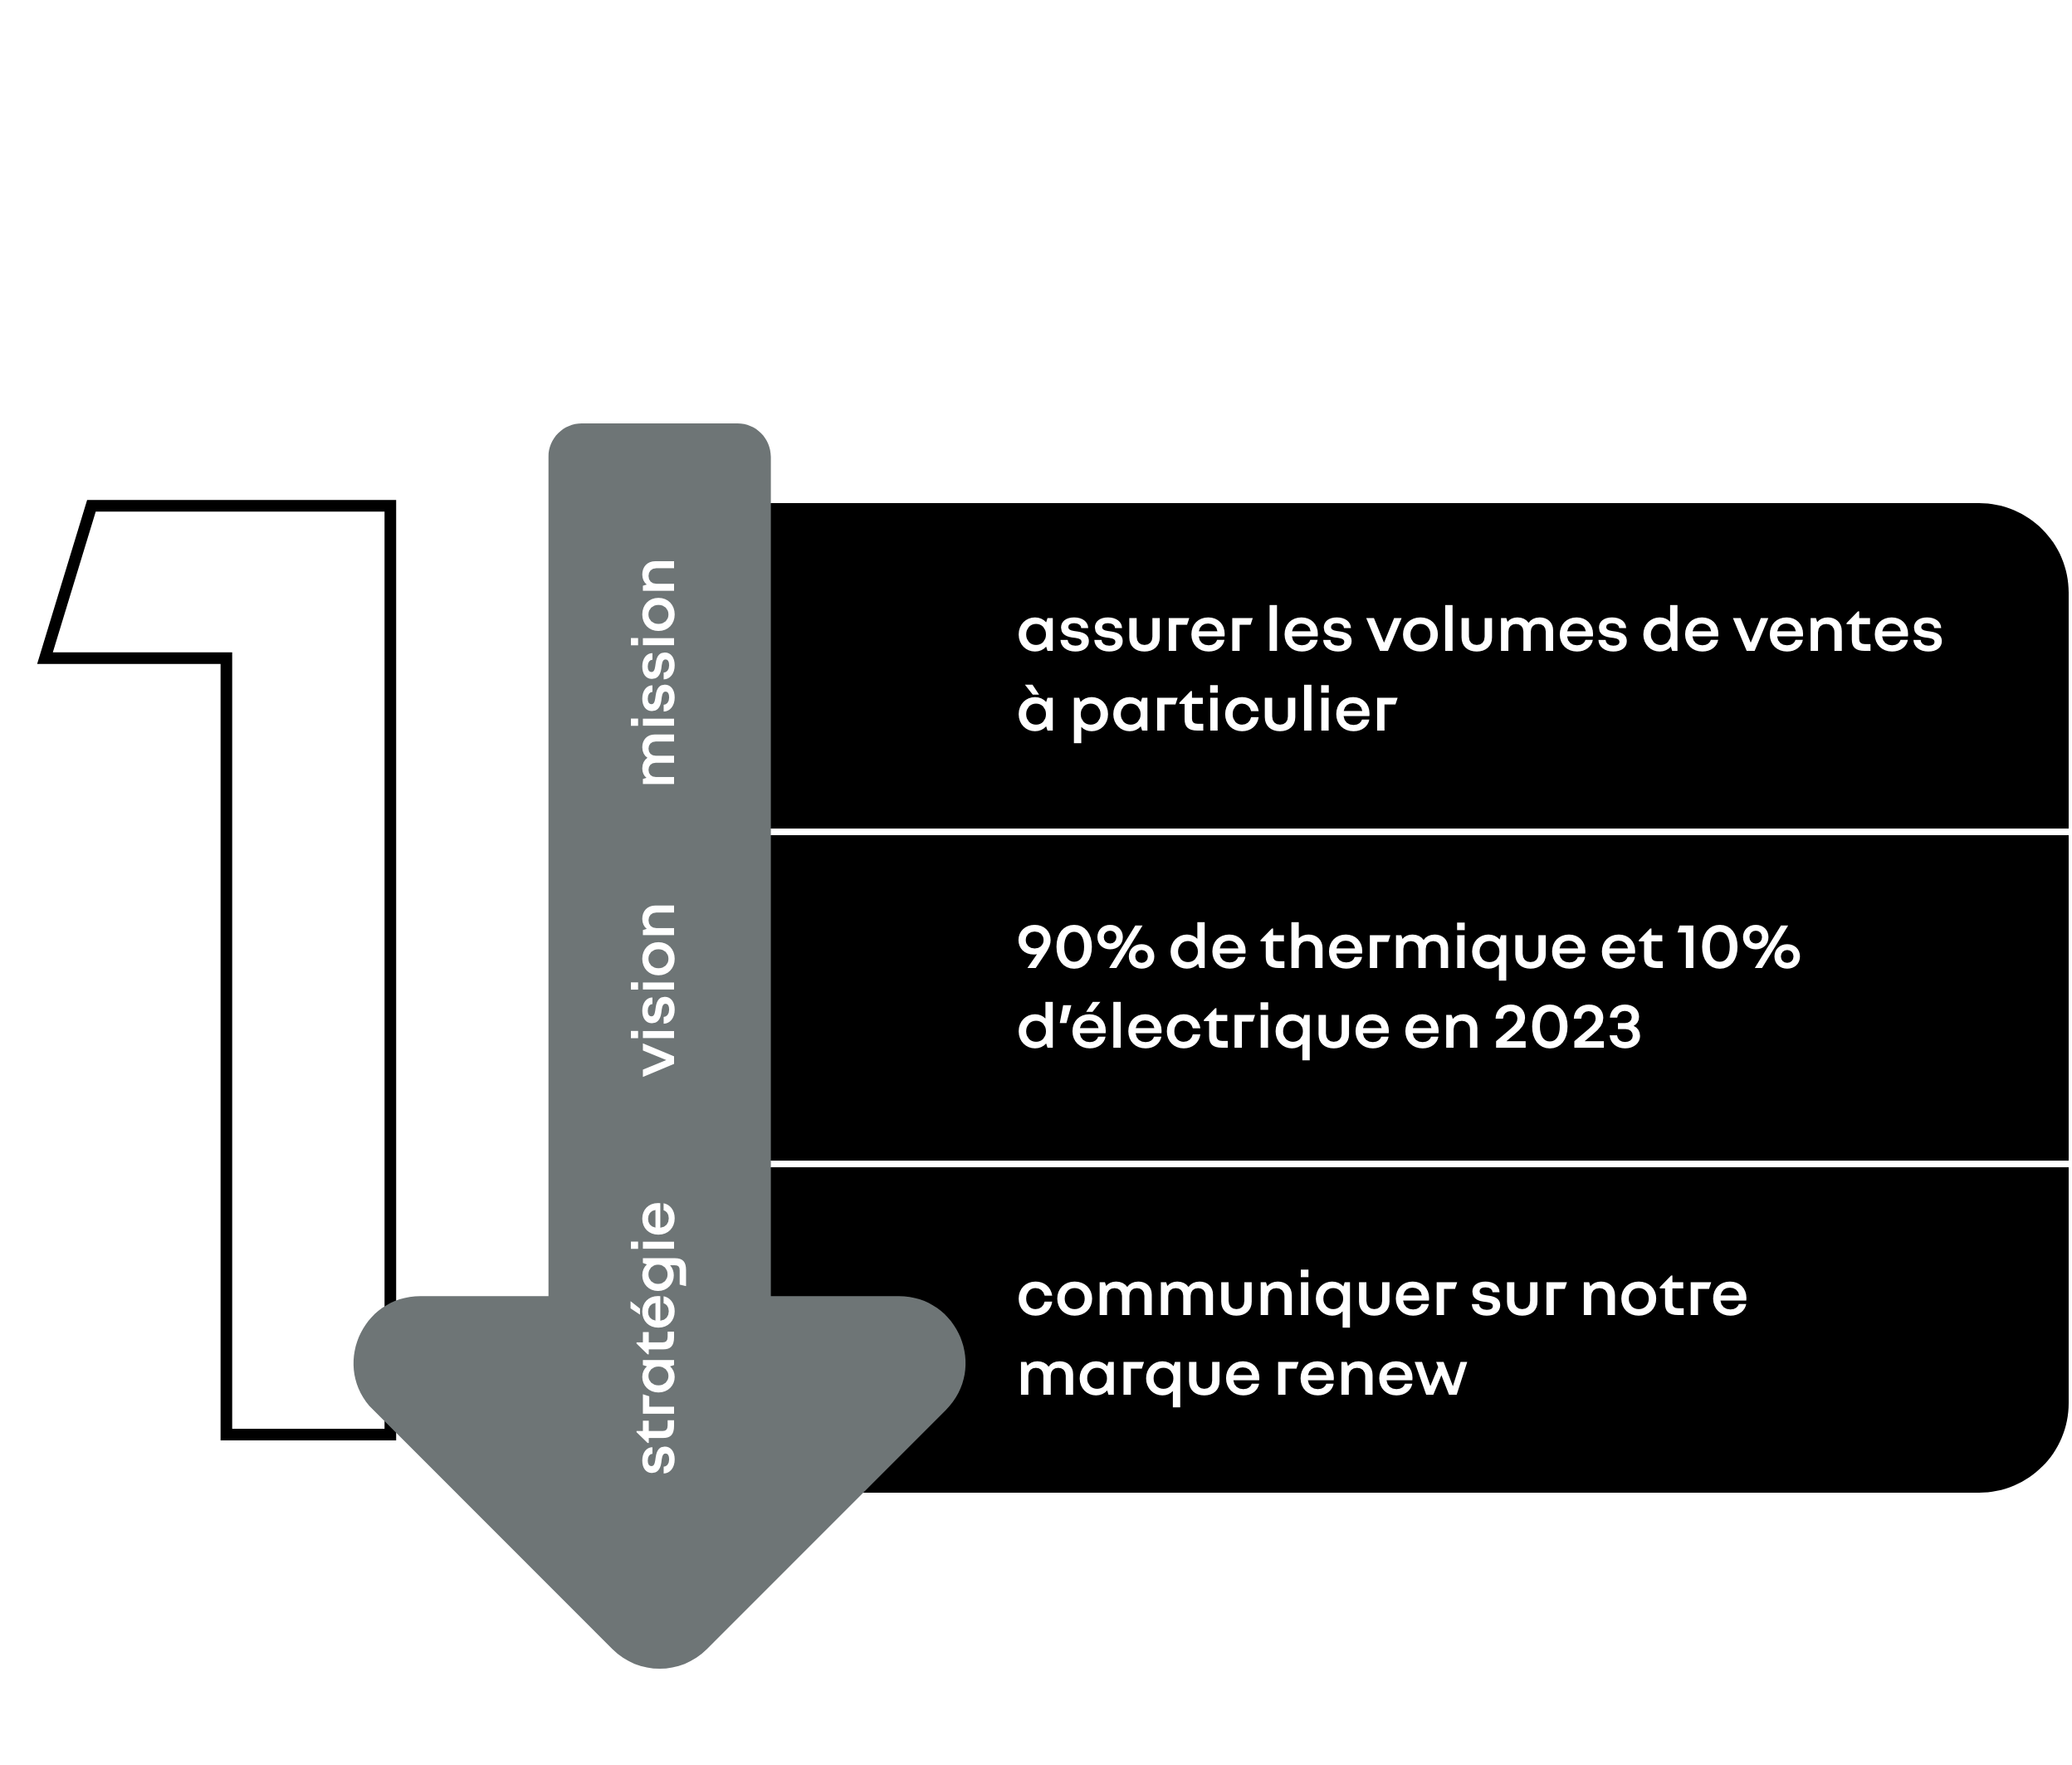 1
mission
assurer les volumes de ventes
à particulier
vision
90% de thermique et 10%
d'électrique en 2023
stratégie
communiquer sur notre
marque renew